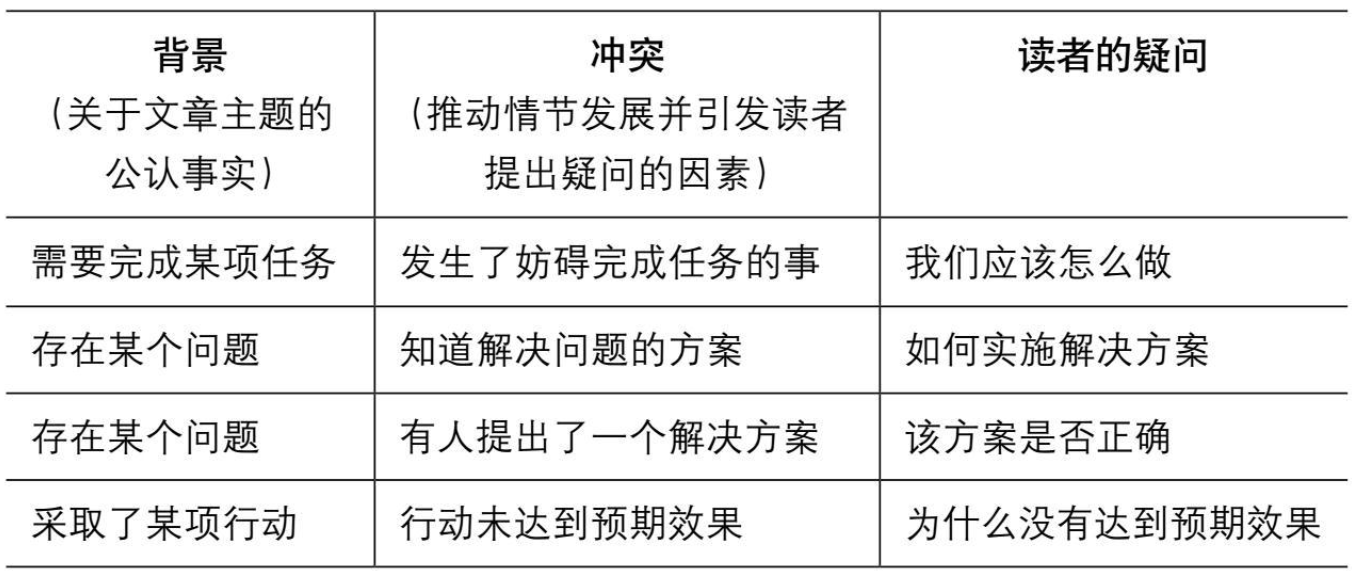 背景
(关于文章主题的
公认事实)
冲突
(推动情节发展并引发读者
提出疑问的因素)
读者的疑问
需要完成某项任务
发生了妨碍完成任务的事
我们应该怎么做
存在某个问题
知道解决问题的方案
如何实施解决方案
存在某个问题
有人提出了一个解决方案
该方案是否正确
采取了某项行动
行动未达到预期效果
为什么没有达到预期效果